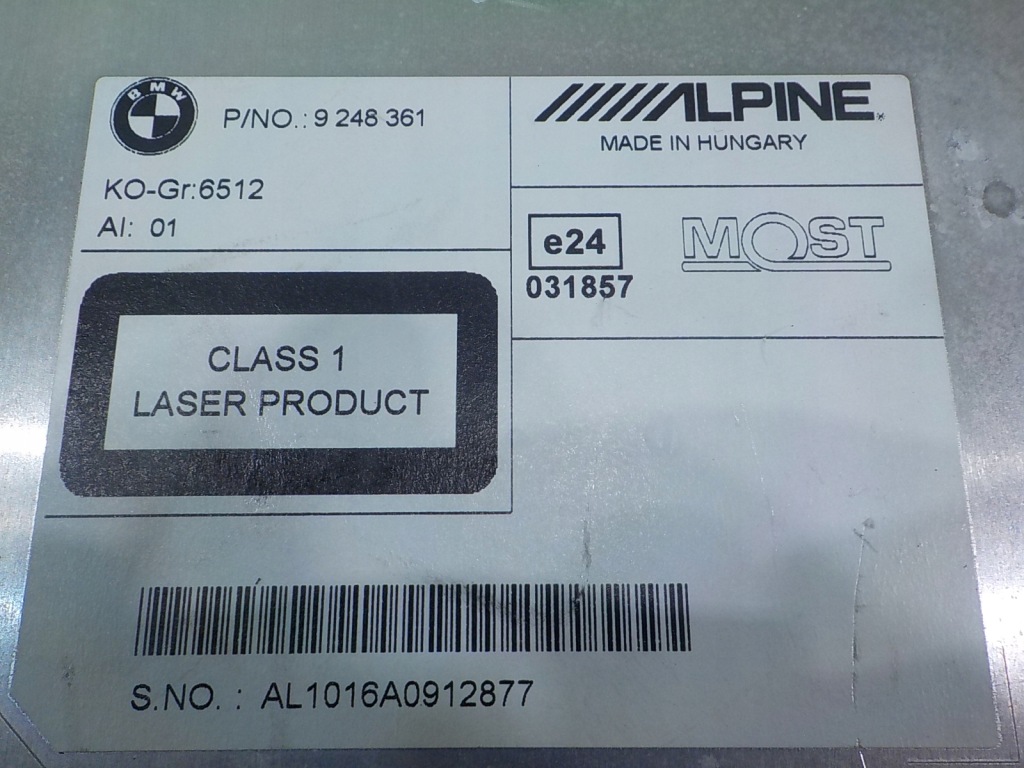 BMW
P/NO.: 9 248 361
KO-Gr:6512
AI: 01
ALPINE
MADE IN HUNGARY
e24
031857
MOST
CLASS 1
LASER PRODUCT
S.NO. : AL1016A0912877